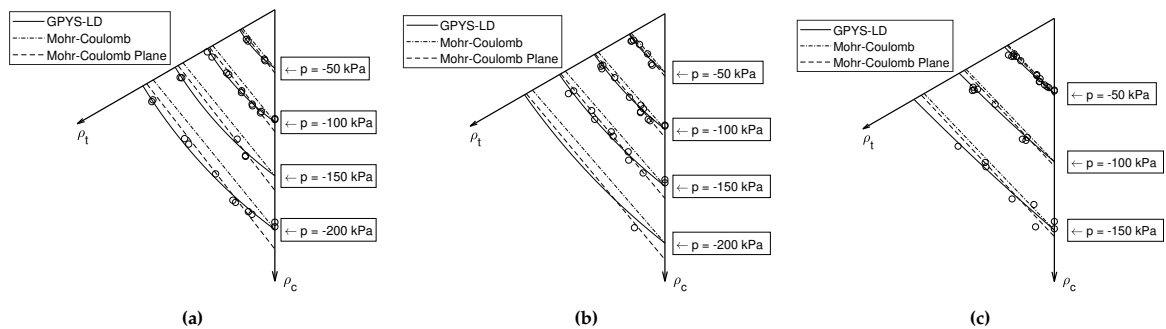 GPYS-LD
Mohr-Coulomb
Mohr-Coulomb Plane
← p = -50 kPa
← p = -100 kPa
← p = -150 kPa
← p = -200 kPa
ρt
ρc
(a)
GPYS-LD
Mohr-Coulomb
Mohr-Coulomb Plane
← p = -50 kPa
← p = -100 kPa
← p = -150 kPa
← p = -200 kPa
ρt
ρc
(b)
GPYS-LD
Mohr-Coulomb
Mohr-Coulomb Plane
← p = -50 kPa
← p = -100 kPa
← p = -150 kPa
ρt
ρc
(c)